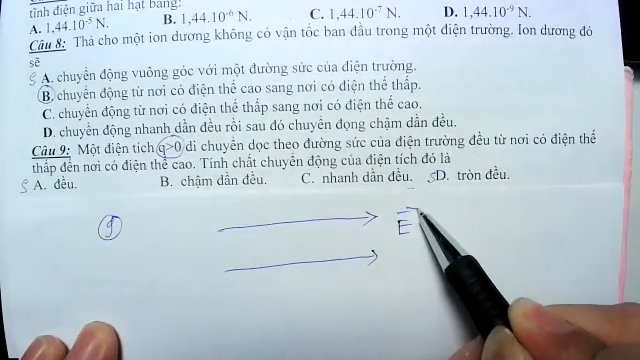 tĩnh điện giữa hai hạt bằng:
A. 1,44.10⁻⁵ N. B. 1,44.10⁻⁶ N. C. 1,44.10⁻⁷ N. D. 1,44.10⁻⁹ N.
Câu 8: Thả cho một ion dương không có vận tốc ban đầu trong một điện trường. Ion dương đó
sẽ
S A. chuyển động vuông góc với một đường sức của điện trường.
B. chuyển động từ nơi có điện thế cao sang nơi có điện thế thấp.
C. chuyển động từ nơi có điện thế thấp sang nơi có điện thế cao.
D. chuyển động nhanh dần đều rồi sau đó chuyển đọng chậm dần đều.
Câu 9: Một điện tích q>0 di chuyển dọc theo đường sức của điện trường đều từ nơi có điện thế
thấp đến nơi có điện thế cao. Tính chất chuyển động của điện tích đó là
S A. đều. B. chậm dần đều. C. nhanh dần đều. S D. tròn đều.
9 E